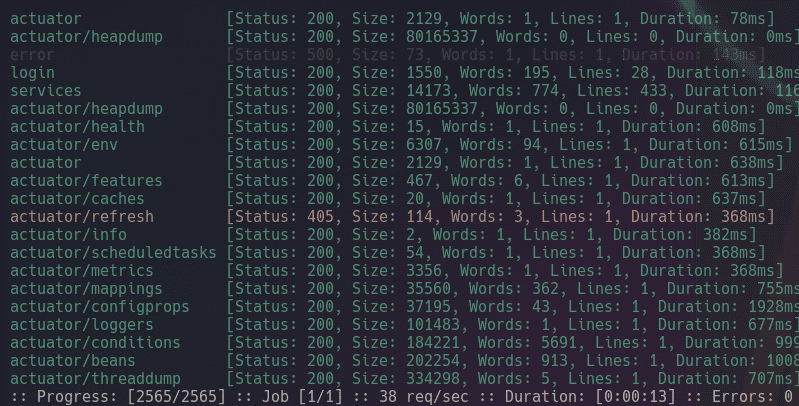 actuator [Status: 200, Size: 2129, Words: 1, Lines: 1, Duration: 78ms]
actuator/heapdump [Status: 200, Size: 80165337, Words: 0, Lines: 0, Duration: 0ms]
error [Status: 500, Size: 73, Words: 1, Lines: 1, Duration: 143ms]
login [Status: 200, Size: 1550, Words: 195, Lines: 28, Duration: 118ms
services [Status: 200, Size: 14173, Words: 774, Lines: 433, Duration: 116
actuator/heapdump [Status: 200, Size: 80165337, Words: 0, Lines: 0, Duration: 0ms]
actuator/health [Status: 200, Size: 15, Words: 1, Lines: 1, Duration: 608ms]
actuator/env [Status: 200, Size: 6307, Words: 94, Lines: 1, Duration: 615ms]
actuator [Status: 200, Size: 2129, Words: 1, Lines: 1, Duration: 638ms]
actuator/features [Status: 200, Size: 467, Words: 6, Lines: 1, Duration: 613ms]
actuator/caches [Status: 200, Size: 20, Words: 1, Lines: 1, Duration: 637ms]
actuator/refresh [Status: 405, Size: 114, Words: 3, Lines: 1, Duration: 368ms]
actuator/info [Status: 200, Size: 2, Words: 1, Lines: 1, Duration: 382ms]
actuator/scheduledtasks [Status: 200, Size: 54, Words: 1, Lines: 1, Duration: 368ms]
actuator/metrics [Status: 200, Size: 3356, Words: 1, Lines: 1, Duration: 368ms]
actuator/mappings [Status: 200, Size: 35560, Words: 362, Lines: 1, Duration: 755ms
actuator/configprops [Status: 200, Size: 37195, Words: 43, Lines: 1, Duration: 1928ms
actuator/loggers [Status: 200, Size: 101483, Words: 1, Lines: 1, Duration: 677ms]
actuator/conditions [Status: 200, Size: 184221, Words: 5691, Lines: 1, Duration: 999
actuator/beans [Status: 200, Size: 202254, Words: 913, Lines: 1, Duration: 1008
actuator/threaddump [Status: 200, Size: 334298, Words: 5, Lines: 1, Duration: 707ms]
:: Progress: [2565/2565] :: Job [1/1] :: 38 req/sec :: Duration: [0:00:13] :: Errors: 0